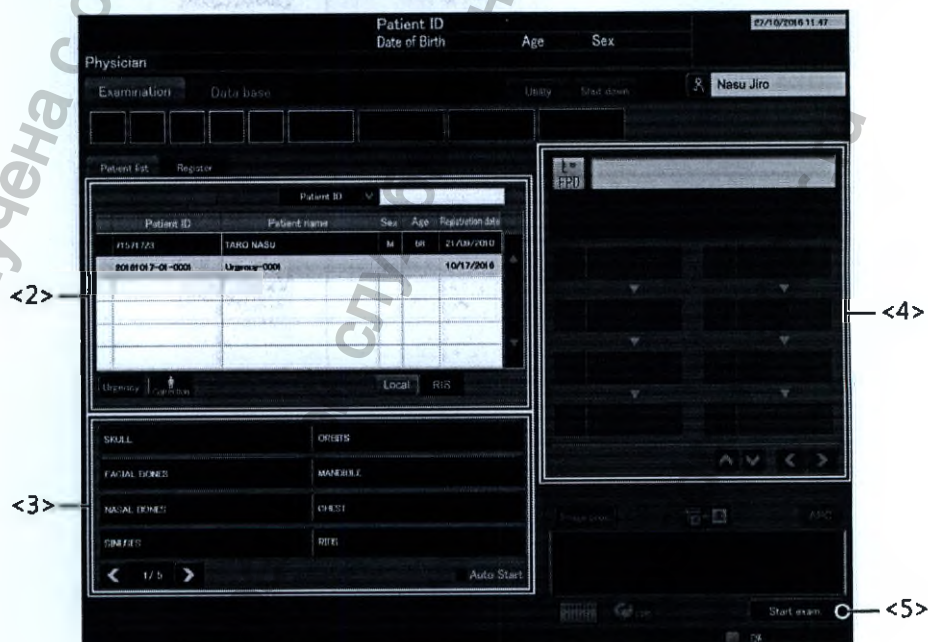 Patient ID
27/10/2016 11:47
Date of Birth Age Sex
Physician
Examination Data base Utility Shut down Nasu Jiro
Patient list Register
FPD
Patient ID
Patient ID Patient name Sex Age Registration date
TARO NASU M 68
20161017-01-0001 Urgency-0001 10/17/2016
<2>
<4>
Urgency Correction Local RIS
SKULL ORBITS
FACIAL BONES MANDIBLE
<3>
NASAL BONES CHEST
SINUSES RIBS
1/5 Auto Start
Start exam.
<5>